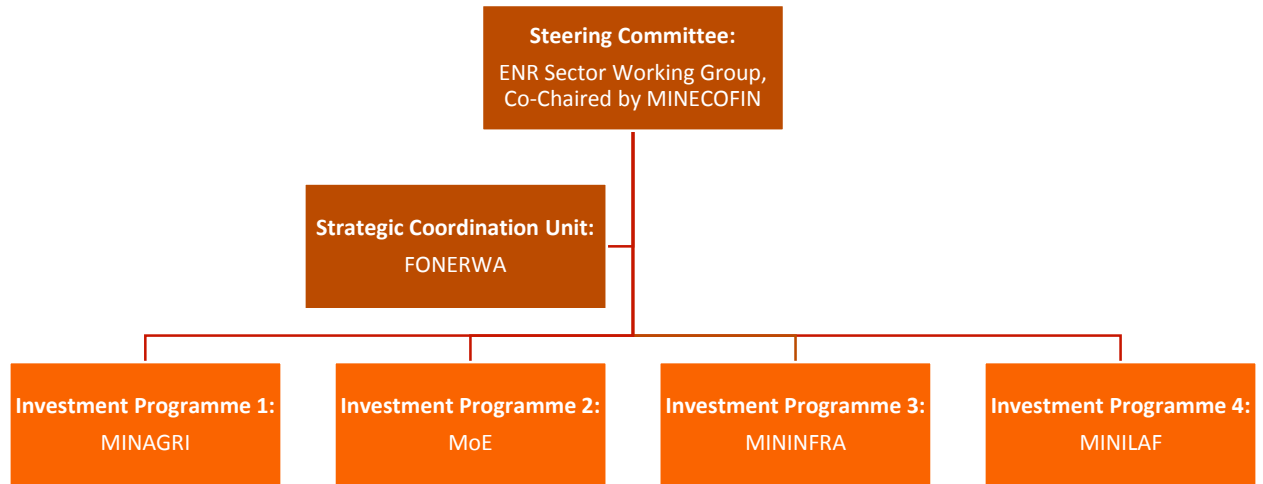 Steering Committee:
ENR Sector Working Group,
Co-Chaired by MINECOFIN
Strategic Coordination Unit:
FONERWA
Investment Programme 1:
MINAGRI
Investment Programme 2:
MoE
Investment Programme 3:
MININFRA
Investment Programme 4:
MINILAF